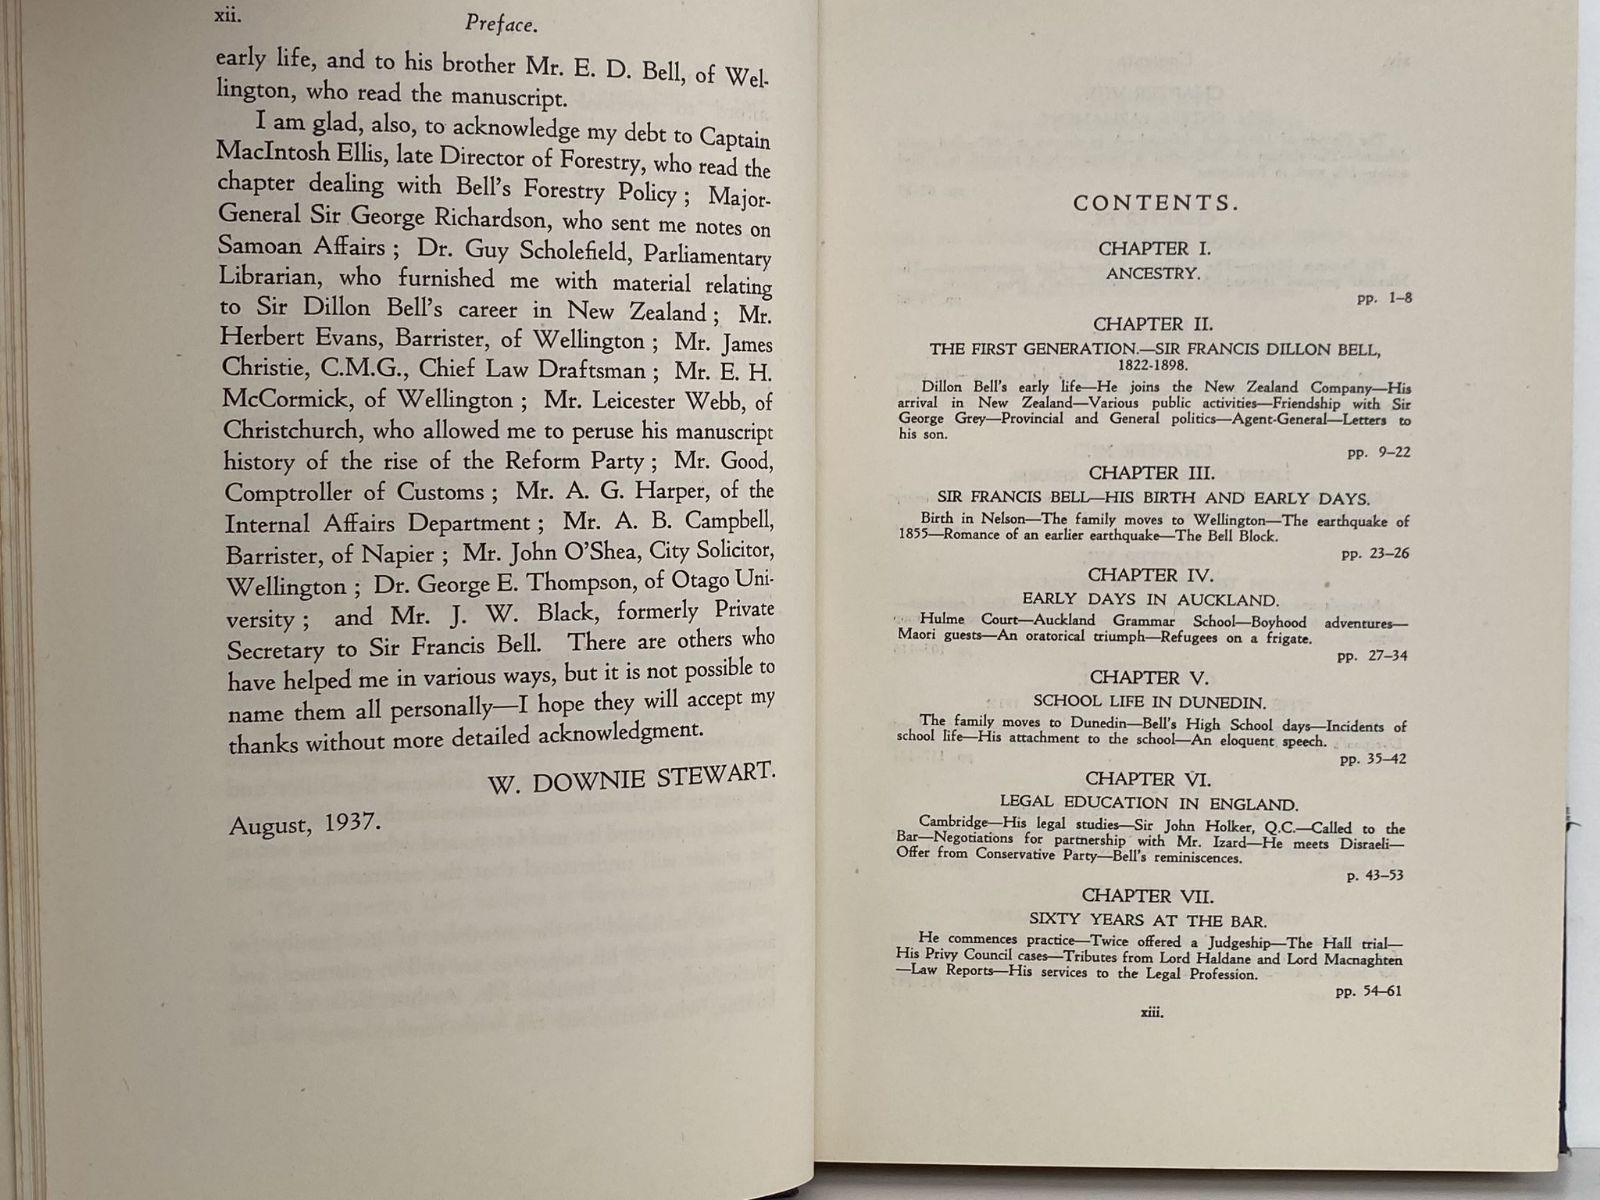 xii.
Preface.
early life, and to his brother Mr. E. D. Bell, of Wel-
lington, who read the manuscript.
I am glad, also, to acknowledge my debt to Captain
MacIntosh Ellis, late Director of Forestry, who read the
chapter dealing with Bell's Forestry Policy ; Major-
General Sir George Richardson, who sent me notes on
Samoan Affairs ; Dr. Guy Scholefield, Parliamentary
Librarian, who furnished me with material relating
to Sir Dillon Bell's career in New Zealand ; Mr.
Herbert Evans, Barrister, of Wellington ; Mr. James
Christie, C.M.G., Chief Law Draftsman ; Mr. E. H.
McCormick, of Wellington ; Mr. Leicester Webb, of
Christchurch, who allowed me to peruse his manuscript
history of the rise of the Reform Party ; Mr. Good,
Comptroller of Customs ; Mr. A. G. Harper, of the
Internal Affairs Department ; Mr. A. B. Campbell,
Barrister, of Napier ; Mr. John O'Shea, City Solicitor,
Wellington ; Dr. George E. Thompson, of Otago Uni-
versity ; and Mr. J. W. Black, formerly Private
Secretary to Sir Francis Bell. There are others who
have helped me in various ways, but it is not possible to
name them all personally—I hope they will accept my
thanks without more detailed acknowledgment.
W. DOWNIE STEWART.
August, 1937.
CONTENTS.
CHAPTER I.
ANCESTRY.
pp. 1–8
CHAPTER II.
THE FIRST GENERATION.—SIR FRANCIS DILLON BELL,
1822-1898.
Dillon Bell's early life—He joins the New Zealand Company—His
arrival in New Zealand—Various public activities—Friendship with Sir
George Grey—Provincial and General politics—Agent-General—Letters to
his son.
pp. 9–22
CHAPTER III.
SIR FRANCIS BELL—HIS BIRTH AND EARLY DAYS.
Birth in Nelson—The family moves to Wellington—The earthquake of
1855—Romance of an earlier earthquake—The Bell Block.
pp. 23–26
CHAPTER IV.
EARLY DAYS IN AUCKLAND.
Hulme Court—Auckland Grammar School—Boyhood adventures—
Maori guests—An oratorical triumph—Refugees on a frigate.
pp. 27–34
CHAPTER V.
SCHOOL LIFE IN DUNEDIN.
The family moves to Dunedin—Bell's High School days—Incidents of
school life—His attachment to the school—An eloquent speech.
pp. 35–42
CHAPTER VI.
LEGAL EDUCATION IN ENGLAND.
Cambridge—His legal studies—Sir John Holker, Q.C.—Called to the
Bar—Negotiations for partnership with Mr. Izard—He meets Disraeli—
Offer from Conservative Party—Bell's reminiscences.
p. 43–53
CHAPTER VII.
SIXTY YEARS AT THE BAR.
He commences practice—Twice offered a Judgeship—The Hall trial—
His Privy Council cases—Tributes from Lord Haldane and Lord Macnaghten
—Law Reports—His services to the Legal Profession.
pp. 54–61
xiii.